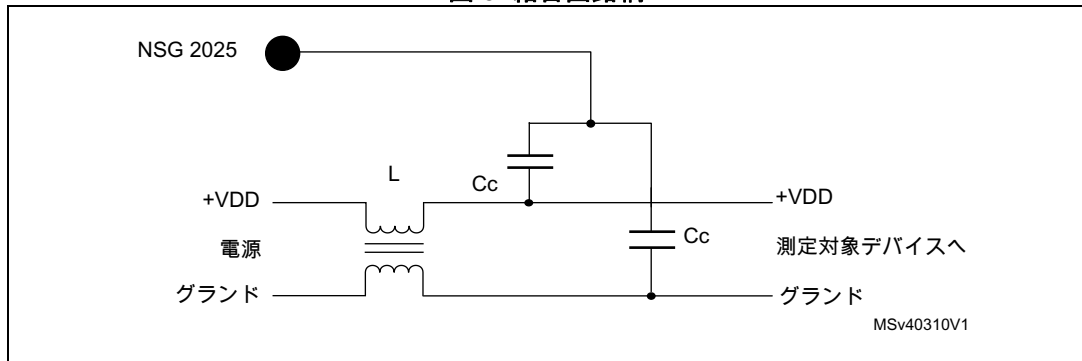 NSG 2025
L
Cc
+VDD
+VDD
電源
Cc
測定対象デバイスへ
グランド
グランド
MSv40310V1